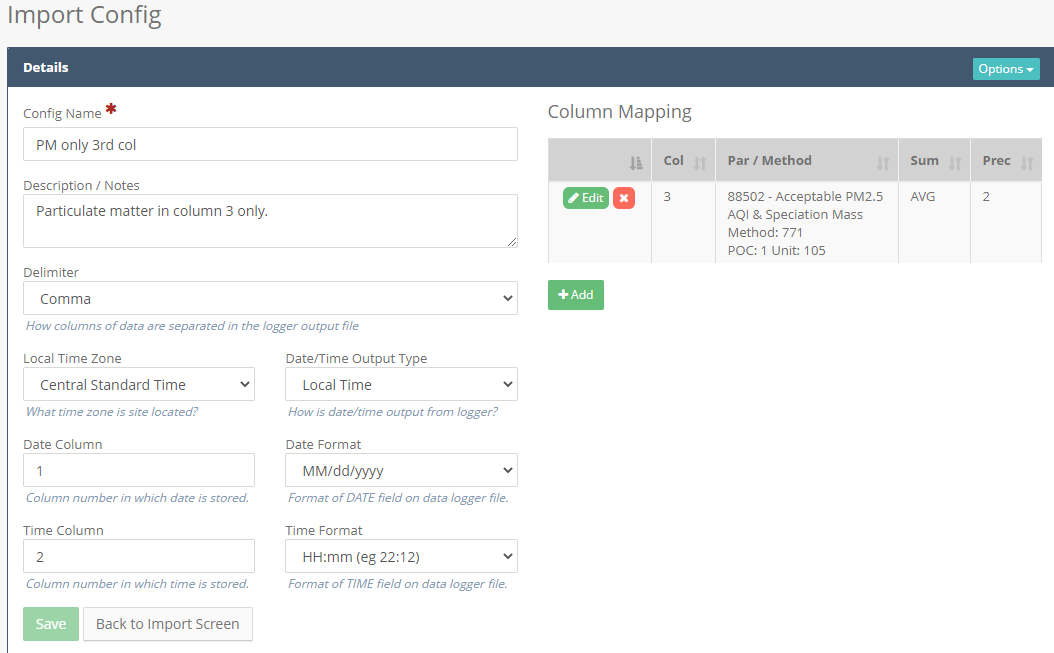 Import Config
Details
Options
Config Name *
PM only 3rd col
Description / Notes
Particulate matter in column 3 only.
Delimiter
Comma
How columns of data are separated in the logger output file
Local Time Zone
Date/Time Output Type
Central Standard Time
Local Time
What time zone is site located?
How is date/time output from logger?
Date Column
Date Format
1
MM/dd/yyyy
Column number in which date is stored.
Format of DATE field on data logger file.
Time Column
Time Format
2
HH:mm (eg 22:12)
Column number in which time is stored.
Format of TIME field on data logger file.
Save
Back to Import Screen
Column Mapping
Col
Par / Method
Sum
Prec
Edit
3
88502 - Acceptable PM2.5
AQI & Speciation Mass
Method: 771
POC: 1 Unit: 105
AVG
2
Add